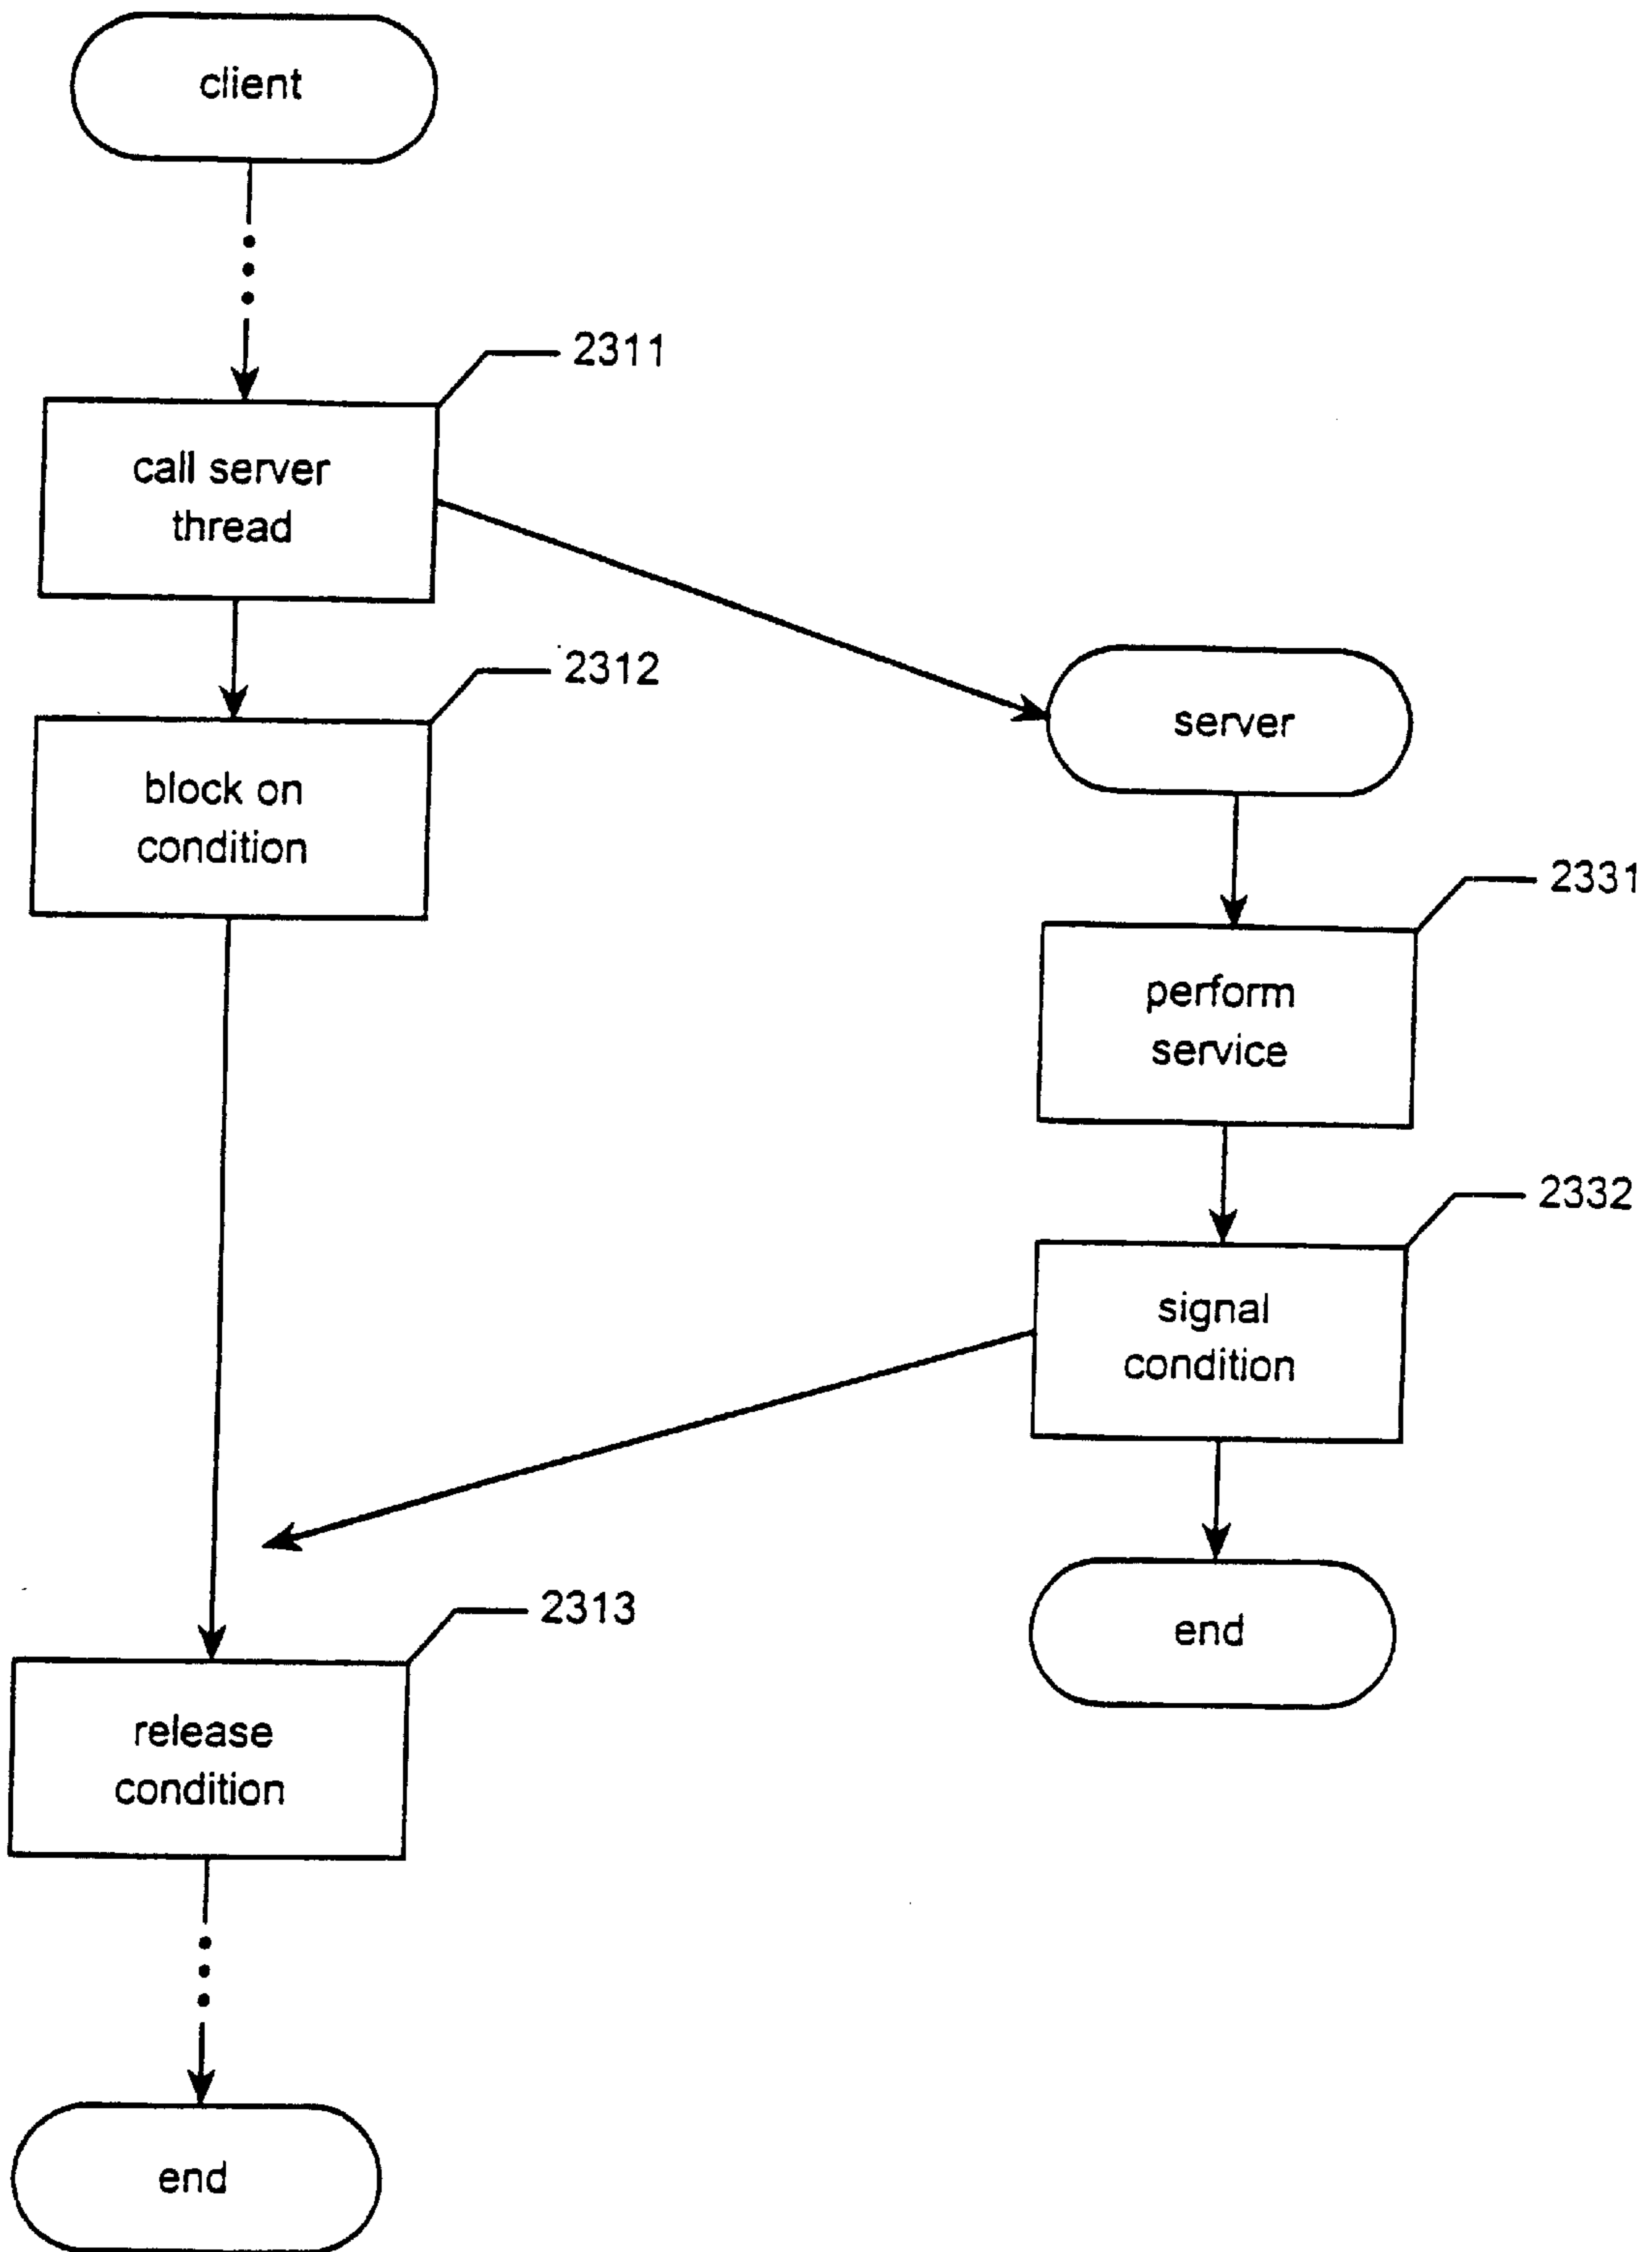 client
2311
call server
thread
2312
block on
condition
server
2331
perform
service
2332
signal
condition
end
2313
release
condition
end